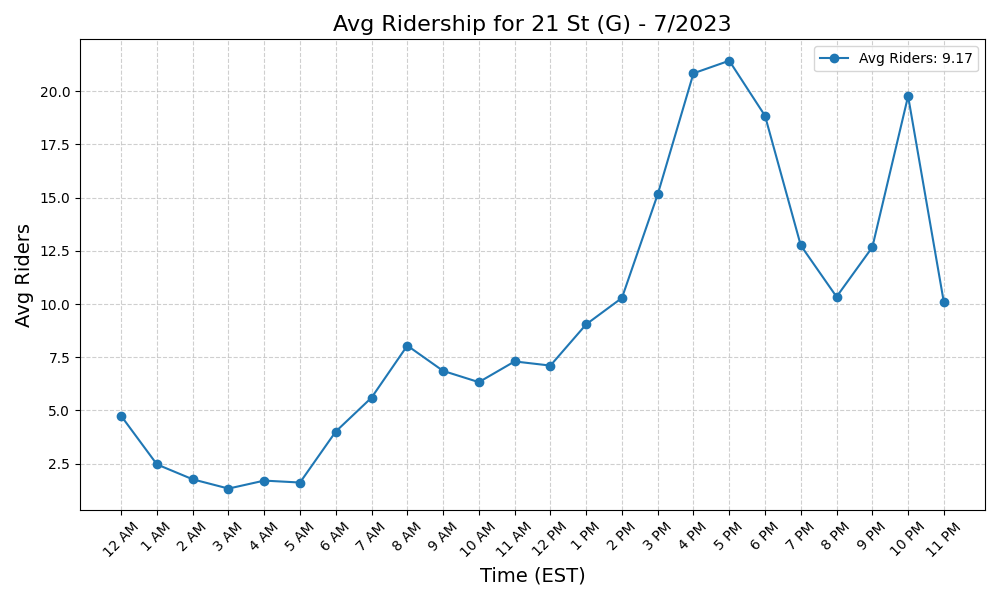 Avg Ridership for 21 St (G) - 7/2023
Avg Riders: 9.17
Avg Riders
20.0
17.5
15.0
12.5
10.0
7.5
5.0
2.5
12 AM
1 AM
2 AM
3 AM
4 AM
5 AM
6 AM
7 AM
8 AM
9 AM
10 AM
11 AM
12 PM
1 PM
2 PM
3 PM
4 PM
5 PM
6 PM
7 PM
8 PM
9 PM
10 PM
11 PM
Time (EST)